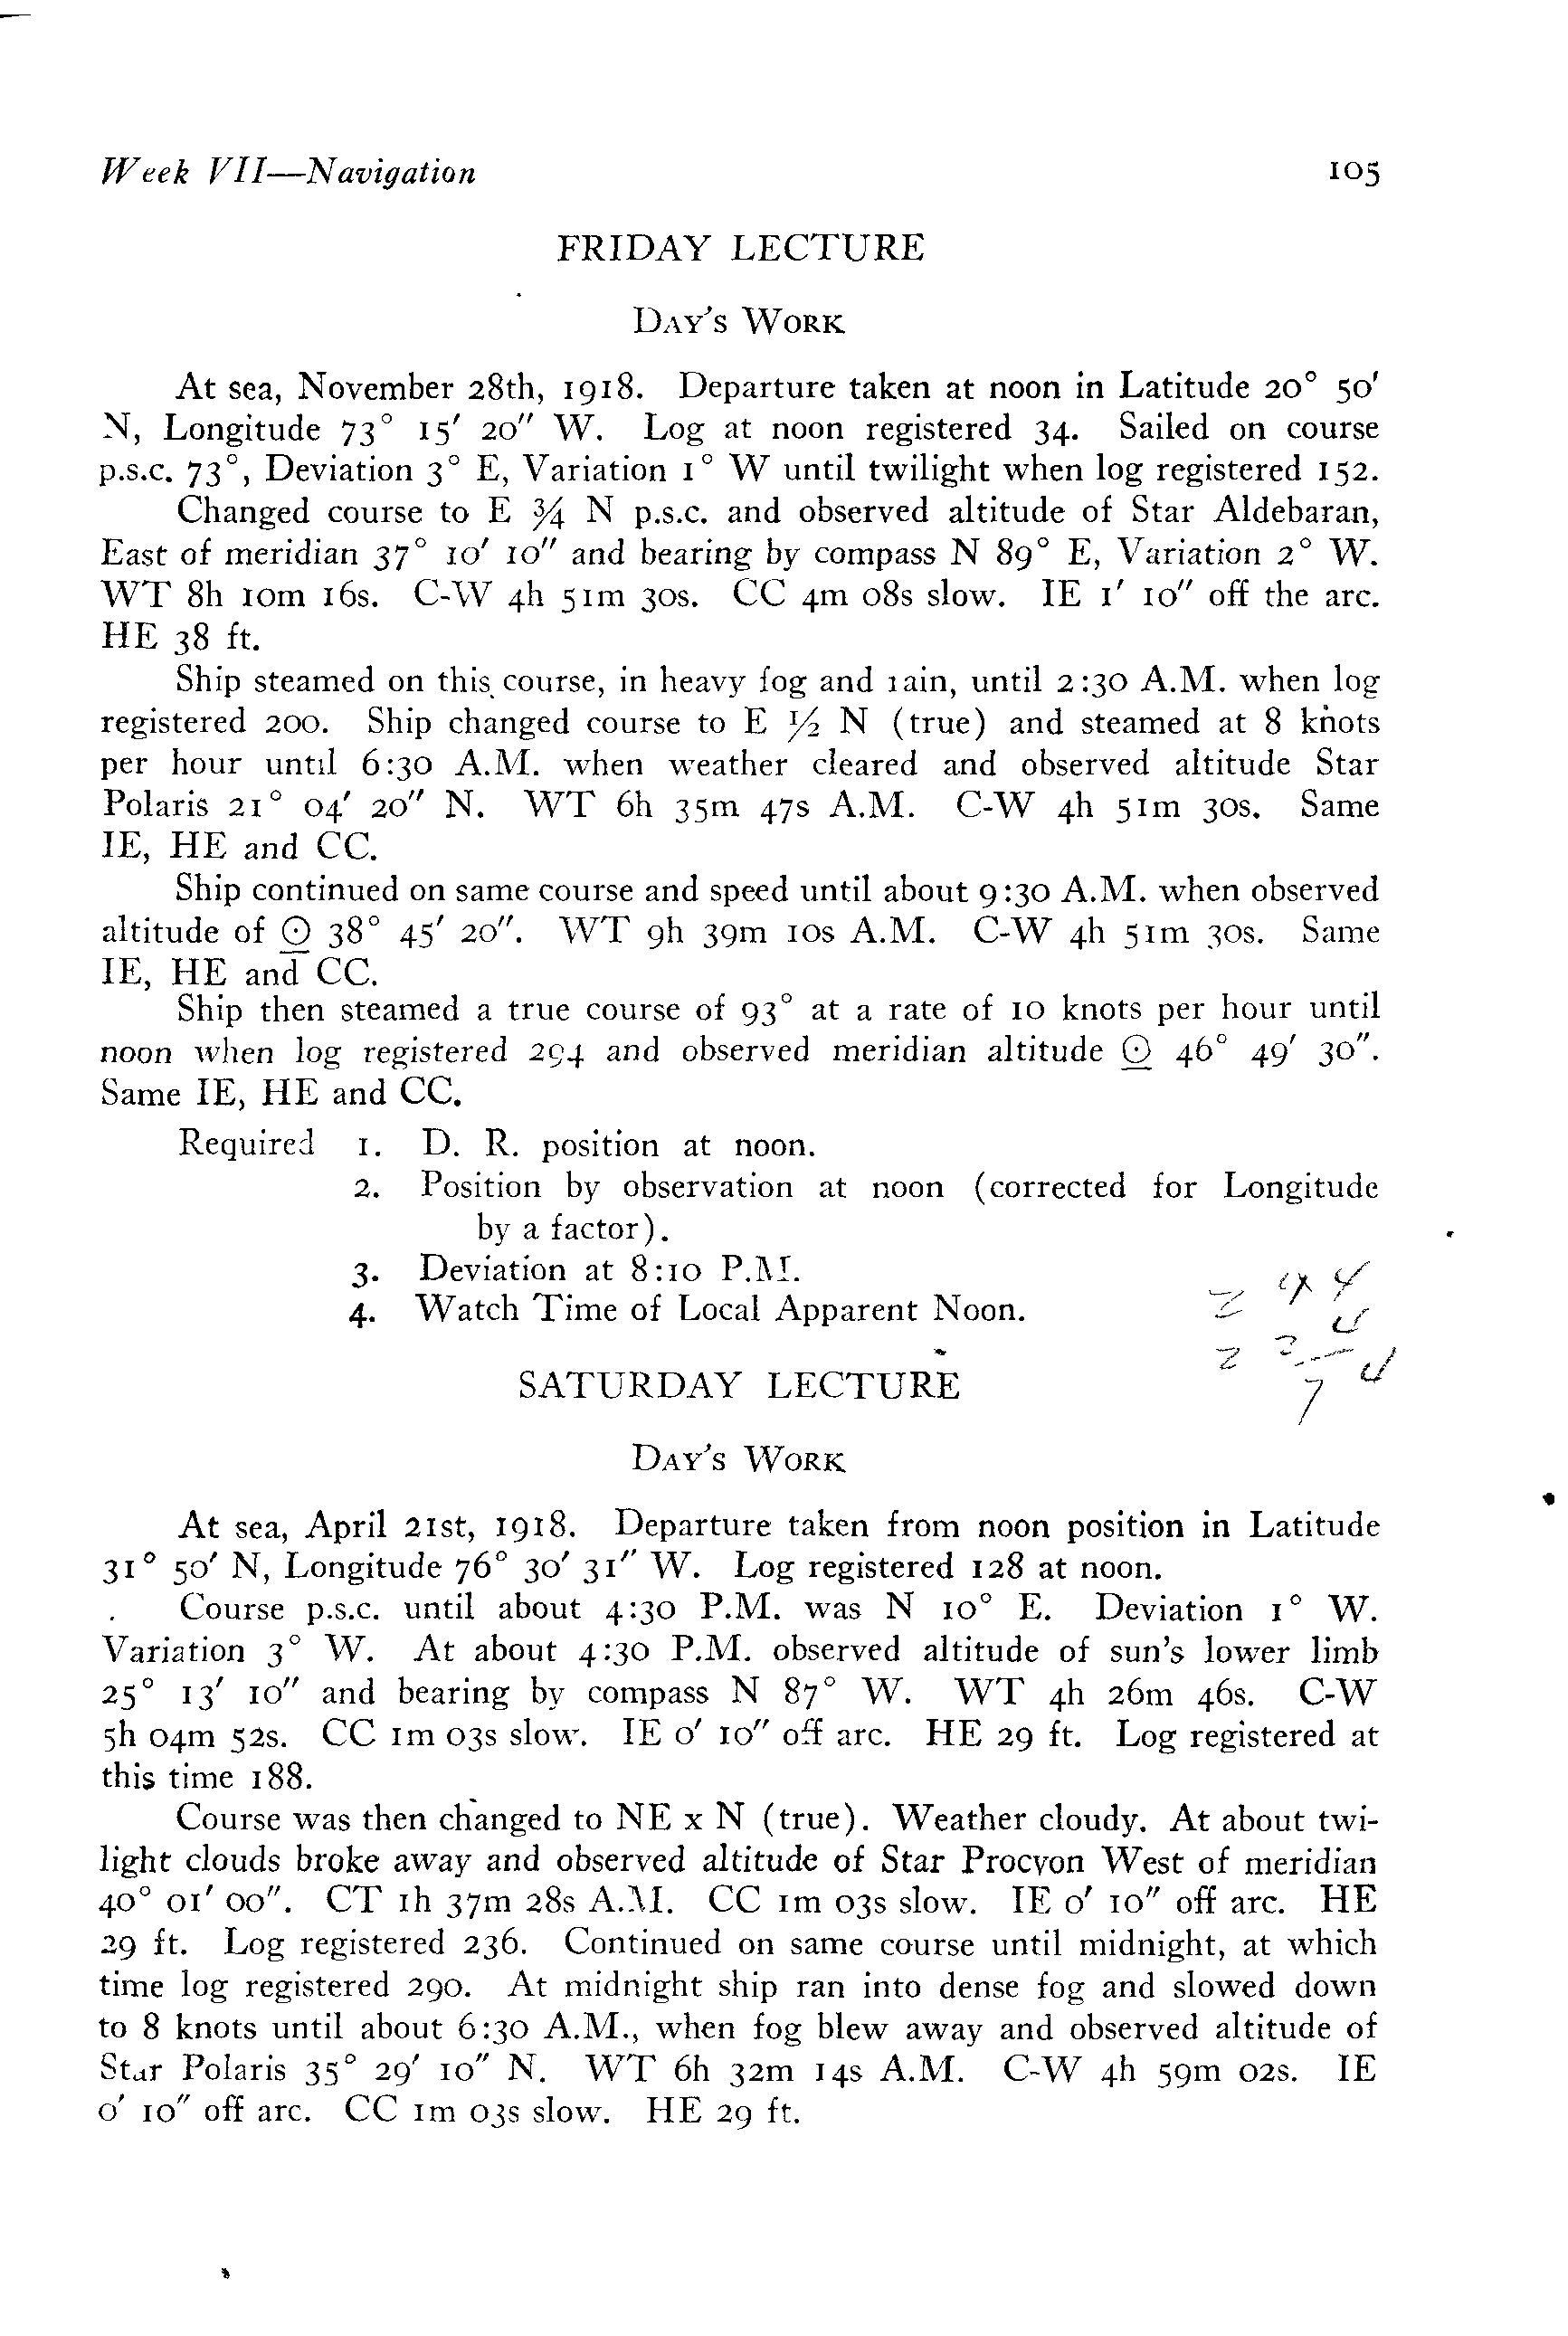 Week VII—Navigation 105
FRIDAY LECTURE
DAY'S WORK
At sea, November 28th, 1918. Departure taken at noon in Latitude 20° 50'
N, Longitude 73° 15' 20" W. Log at noon registered 34. Sailed on course
p.s.c. 73°, Deviation 3° E, Variation 1° W until twilight when log registered 152.
Changed course to E ¾ N p.s.c. and observed altitude of Star Aldebaran,
East of meridian 37° 10' 10" and bearing by compass N 89° E, Variation 2° W.
WT 8h 10m 16s. C-W 4h 51m 30s. CC 4m 08s slow. IE 1' 10" off the arc.
HE 38 ft.
Ship steamed on this course, in heavy fog and rain, until 2:30 A.M. when log
registered 200. Ship changed course to E ½ N (true) and steamed at 8 knots
per hour until 6:30 A.M. when weather cleared and observed altitude Star
Polaris 21° 04' 20" N. WT 6h 35m 47s A.M. C-W 4h 51m 30s. Same
IE, HE and CC.
Ship continued on same course and speed until about 9:30 A.M. when observed
altitude of ☉ 38° 45' 20". WT 9h 39m 10s A.M. C-W 4h 51m 30s. Same
IE, HE and CC.
Ship then steamed a true course of 93° at a rate of 10 knots per hour until
noon when log registered 294 and observed meridian altitude ☉ 46° 49' 30".
Same IE, HE and CC.
Required 1. D. R. position at noon.
2. Position by observation at noon (corrected for Longitude
by a factor).
3. Deviation at 8:10 P.M.
4. Watch Time of Local Apparent Noon.
SATURDAY LECTURE
DAY'S WORK
At sea, April 21st, 1918. Departure taken from noon position in Latitude
31° 50' N, Longitude 76° 30' 31" W. Log registered 128 at noon.
Course p.s.c. until about 4:30 P.M. was N 10° E. Deviation 1° W.
Variation 3° W. At about 4:30 P.M. observed altitude of sun's lower limb
25° 13' 10" and bearing by compass N 87° W. WT 4h 26m 46s. C-W
5h 04m 52s. CC 1m 03s slow. IE 0' 10" off arc. HE 29 ft. Log registered at
this time 188.
Course was then changed to NE x N (true). Weather cloudy. At about twi-
light clouds broke away and observed altitude of Star Procyon West of meridian
40° 01' 00". CT 1h 37m 28s A.M. CC 1m 03s slow. IE 0' 10" off arc. HE
29 ft. Log registered 236. Continued on same course until midnight, at which
time log registered 290. At midnight ship ran into dense fog and slowed down
to 8 knots until about 6:30 A.M., when fog blew away and observed altitude of
Star Polaris 35° 29' 10" N. WT 6h 32m 14s A.M. C-W 4h 59m 02s. IE
0' 10" off arc. CC 1m 03s slow. HE 29 ft.